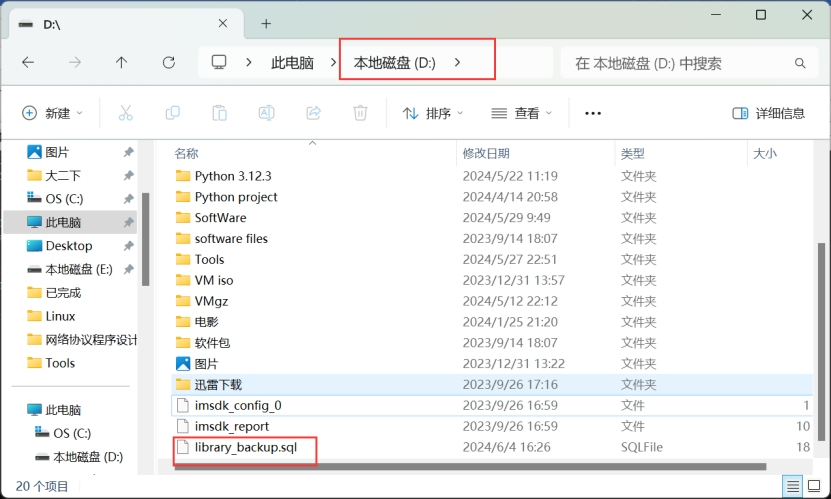 D:\
此电脑 本地磁盘 (D:) 在 本地磁盘 (D:) 中搜索
新建 排序 查看 详细信息
名称 修改日期 类型 大小
图片
大二下
OS (C:)
此电脑
Desktop
本地磁盘 (E:)
已完成
Linux
网络协议程序设计
Tools
此电脑
OS (C:)
本地磁盘 (D:)
Python 3.12.3 2024/5/22 11:19 文件夹
Python project 2024/4/14 20:58 文件夹
SoftWare 2024/5/29 9:49 文件夹
software files 2023/9/14 18:07 文件夹
Tools 2024/5/27 22:51 文件夹
VM iso 2023/12/31 13:57 文件夹
VMgz 2024/5/12 22:12 文件夹
电影 2024/1/25 21:20 文件夹
软件包 2023/9/14 18:07 文件夹
图片 2023/12/31 13:22 文件夹
迅雷下载 2023/9/26 17:16 文件夹
imsdk_config_0 2023/9/26 16:59 文件 1
imsdk_report 2023/9/26 16:59 文件 10
library_backup.sql 2024/6/4 16:26 SQLFile 18
20 个项目